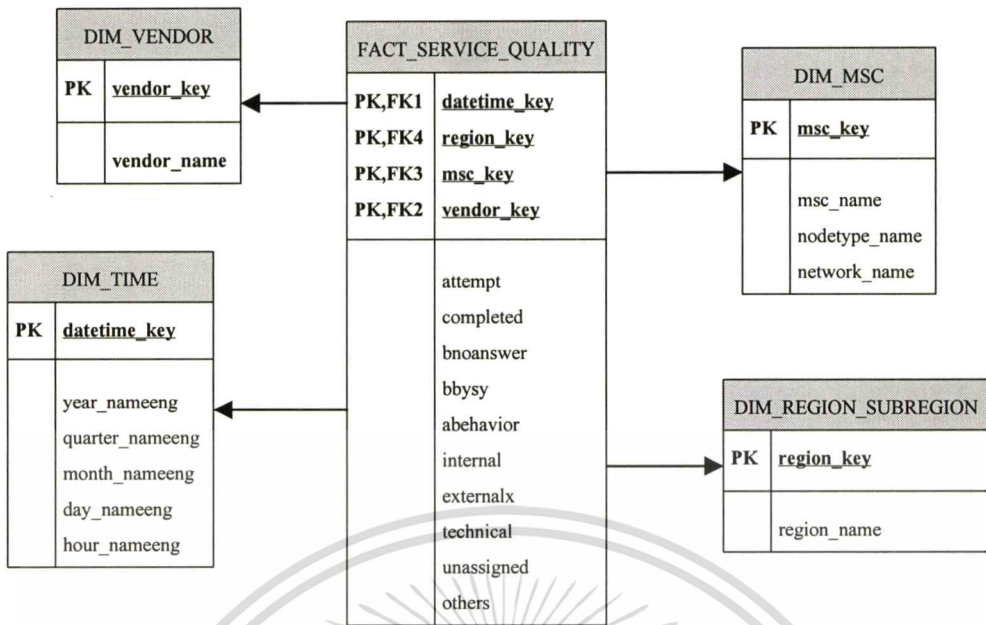 DIM_VENDOR
PK vendor_key
vendor_name
FACT_SERVICE_QUALITY
PK,FK1 datetime_key
PK,FK4 region_key
PK,FK3 msc_key
PK,FK2 vendor_key
attempt
completed
bnoanswer
bbysy
abehavior
internal
externalx
technical
unassigned
others
DIM_MSC
PK msc_key
msc_name
nodetype_name
network_name
DIM_TIME
PK datetime_key
year_nameeng
quarter_nameeng
month_nameeng
day_nameeng
hour_nameeng
DIM_REGION_SUBREGION
PK region_key
region_name